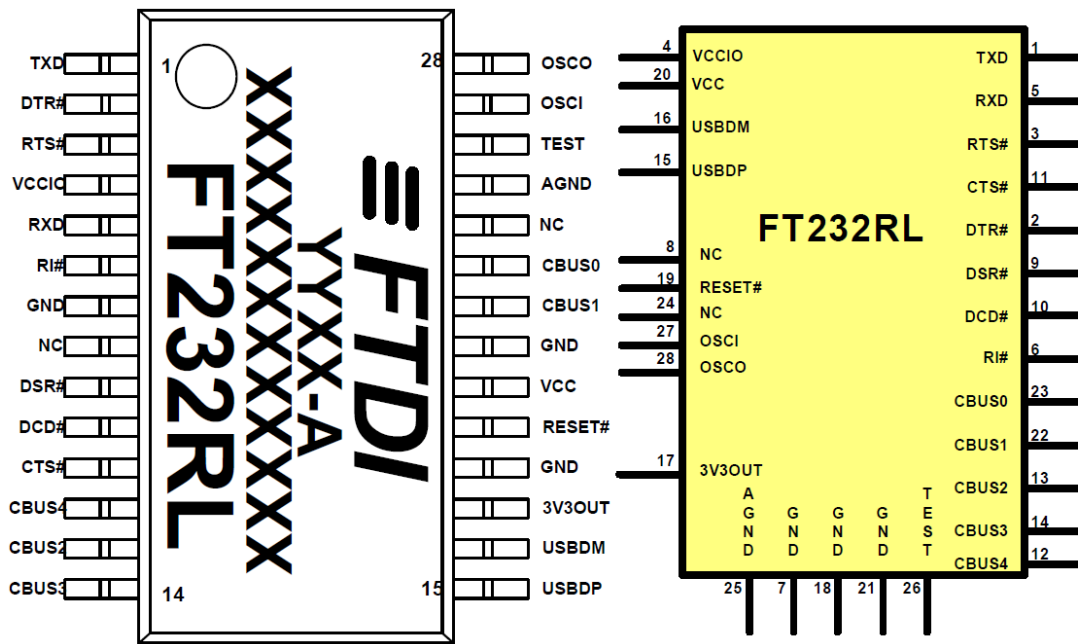 TXD
DTR#
RTS#
VCCIO
RXD
RI#
GND
NC
DSR#
DCD#
CTS#
CBUS4
CBUS2
CBUS3
1
28
14
15
FT232RL
XXXXXXXXXXXX
YYXX-A
FTDI
OSCO
OSCI
TEST
AGND
NC
CBUS0
CBUS1
GND
VCC
RESET#
GND
3V3OUT
USBDM
USBDP
4 VCCIO
20 VCC
16 USBDM
15 USBDP
8 NC
19 RESET#
24 NC
27 OSCI
28 OSCO
17 3V3OUT
FT232RL
TXD 1
RXD 5
RTS# 3
CTS# 11
DTR# 2
DSR# 9
DCD# 10
RI# 6
CBUS0 23
CBUS1 22
CBUS2 13
CBUS3 14
CBUS4 12
AGND
GND
GND
GND
TEST
25 7 18 21 26